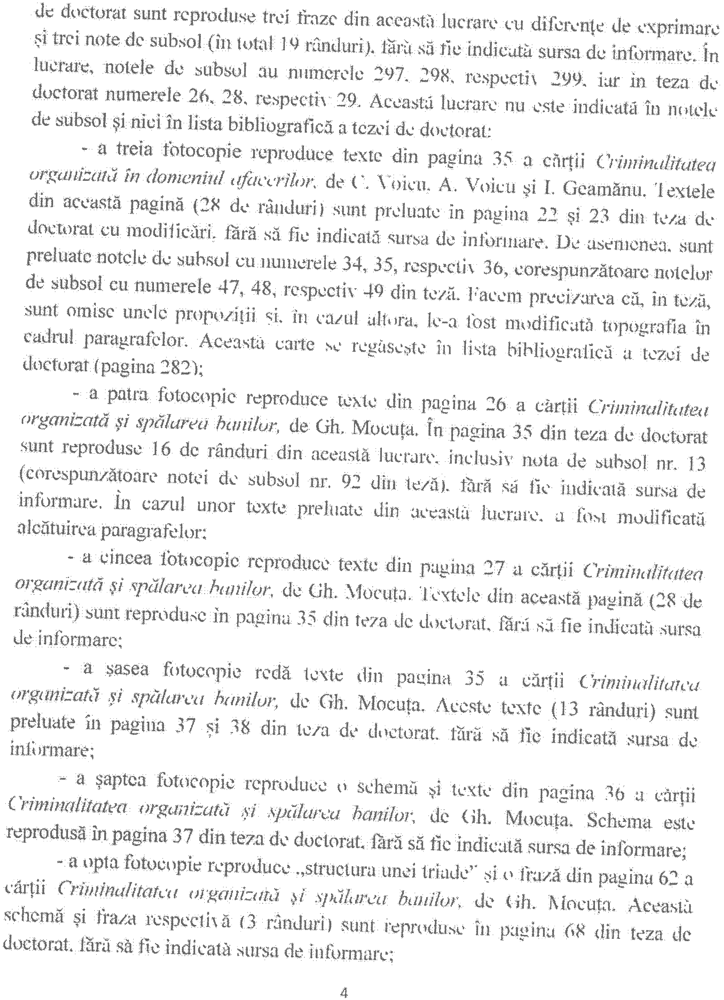 de doctorat sunt reproduse trei fraze din această lucrare cu diferențe de exprimare
și trei note de subsol (în total 19 rânduri), fără să fie indicată sursa de informare. În
lucrare, notele de subsol au numerele 297, 298, respectiv 299, iar in teza de
doctorat numerele 26, 28, respectiv 29. Această lucrare nu este indicată în notele
de subsol și nici în lista bibliografică a tezei de doctorat;
- a treia fotocopie reproduce texte din pagina 35 a cărții Criminalitatea
organizată în domeniul afacerilor, de C. Voicu, A. Voicu și I. Geamănu. Textele
din această pagină (28 de rânduri) sunt preluate in pagina 22 și 23 din teza de
doctorat cu modificări, fără să fie indicată sursa de informare. De asemenea, sunt
preluate notele de subsol cu numerele 34, 35, respectiv 36, corespunzătoare notelor
de subsol cu numerele 47, 48, respectiv 49 din teză. Facem precizarea că, în teză,
sunt omise unele propoziții și, în cazul altora, le-a fost modificată topografia în
cadrul paragrafelor. Această carte se regăsește în lista bibliografică a tezei de
doctorat (pagina 282);
- a patra fotocopie reproduce texte din pagina 26 a cărții Criminalitatea
organizată și spălarea banilor, de Gh. Mocuța. În pagina 35 din teza de doctorat
sunt reproduse 16 de rânduri din această lucrare, inclusiv nota de subsol nr. 13
(corespunzătoare notei de subsol nr. 92 din teză), fără să fie indicată sursa de
informare. În cazul unor texte preluate din această lucrare, a fost modificată
alcătuirea paragrafelor;
- a cincea fotocopie reproduce texte din pagina 27 a cărții Criminalitatea
organizată și spălarea banilor, de Gh. Mocuța. Textele din această pagină (28 de
rânduri) sunt reproduse în pagina 35 din teza de doctorat, fără să fie indicată sursa
de informare;
- a șasea fotocopie redă texte din pagina 35 a cărții Criminalitatea
organizată și spălarea banilor, de Gh. Mocuța. Aceste texte (13 rânduri) sunt
preluate în pagina 37 și 38 din teza de doctorat, fără să fie indicată sursa de
informare;
- a șaptea fotocopie reproduce o schemă și texte din pagina 36 a cărții
Criminalitatea organizată și spălarea banilor, de Gh. Mocuța. Schema este
reprodusă în pagina 37 din teza de doctorat, fără să fie indicată sursa de informare;
- a opta fotocopie reproduce „structura unei triade” și o frază din pagina 62 a
cărții Criminalitatea organizată și spălarea banilor, de Gh. Mocuța. Această
schemă și fraza respectivă (3 rânduri) sunt reproduse în pagina 68 din teza de
doctorat, fără să fie indicată sursa de informare;
4